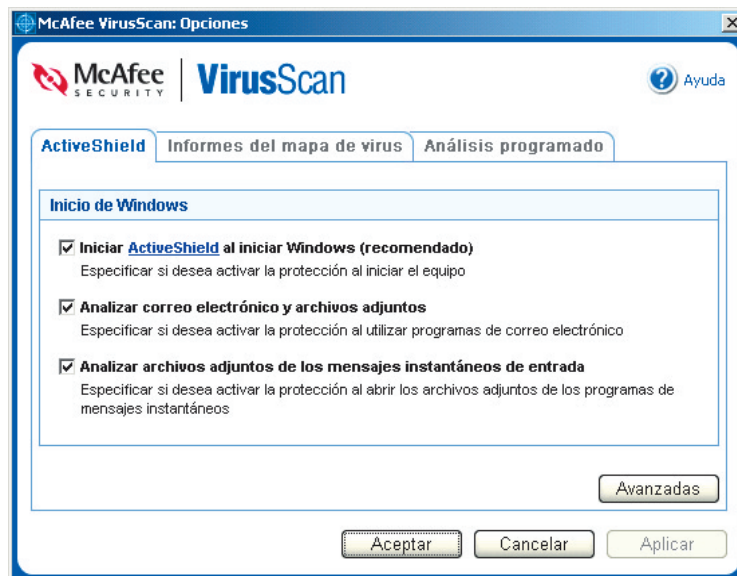 McAfee VirusScan: Opciones
McAfee
SECURITY
VirusScan
Ayuda
ActiveShield
Informes del mapa de virus
Análisis programado
Inicio de Windows
Iniciar ActiveShield al iniciar Windows (recomendado)
Especificar si desea activar la protección al iniciar el equipo
Analizar correo electrónico y archivos adjuntos
Especificar si desea activar la protección al utilizar programas de correo electrónico
Analizar archivos adjuntos de los mensajes instantáneos de entrada
Especificar si desea activar la protección al abrir los archivos adjuntos de los programas de
mensajes instantáneos
Avanzadas
Aceptar
Cancelar
Aplicar